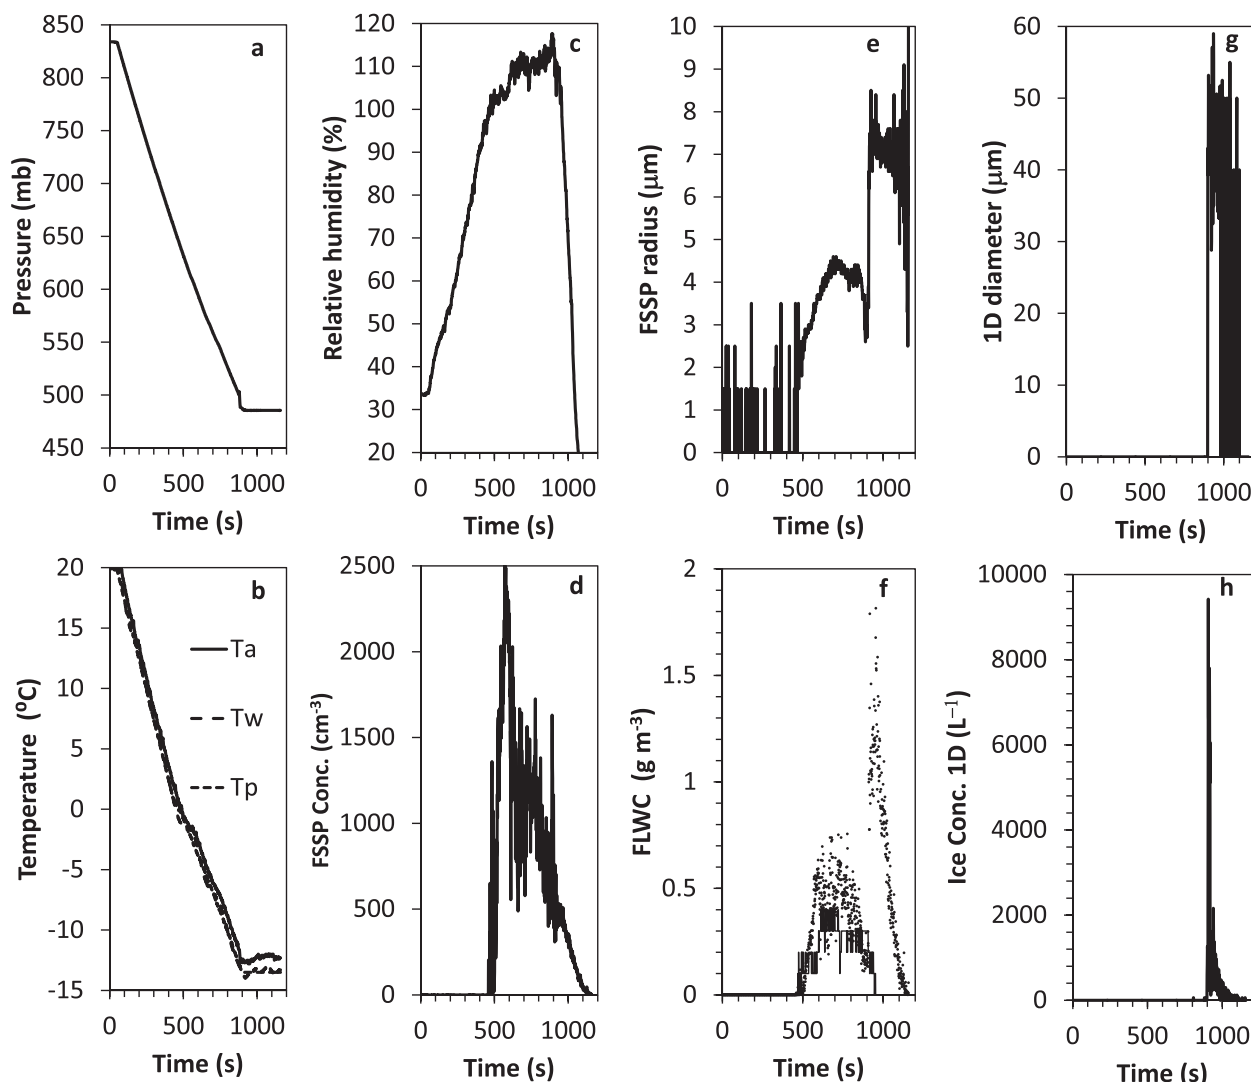 a
850
800
750
700
650
600
550
500
450
Pressure (mb)
0 500 1000
Time (s)
c
120
110
100
90
80
70
60
50
40
30
20
Relative humidity (%)
0 500 1000
Time (s)
e
10
9
8
7
6
5
4
3
2
1
0
FSSP radius (μm)
0 500 1000
Time (s)
g
60
50
40
30
20
10
0
1D diameter (μm)
0 500 1000
Time (s)
b
20
15
10
5
0
-5
-10
-15
Temperature (⁰C)
Ta
Tw
Tp
0 500 1000
Time (s)
d
2500
2000
1500
1000
500
0
FSSP Conc. (cm⁻³)
0 500 1000
Time (s)
f
2
1.5
1
0.5
0
FLWC (g m⁻³)
0 500 1000
Time (s)
h
10000
8000
6000
4000
2000
0
Ice Conc. 1D (L⁻¹)
0 500 1000
Time (s)